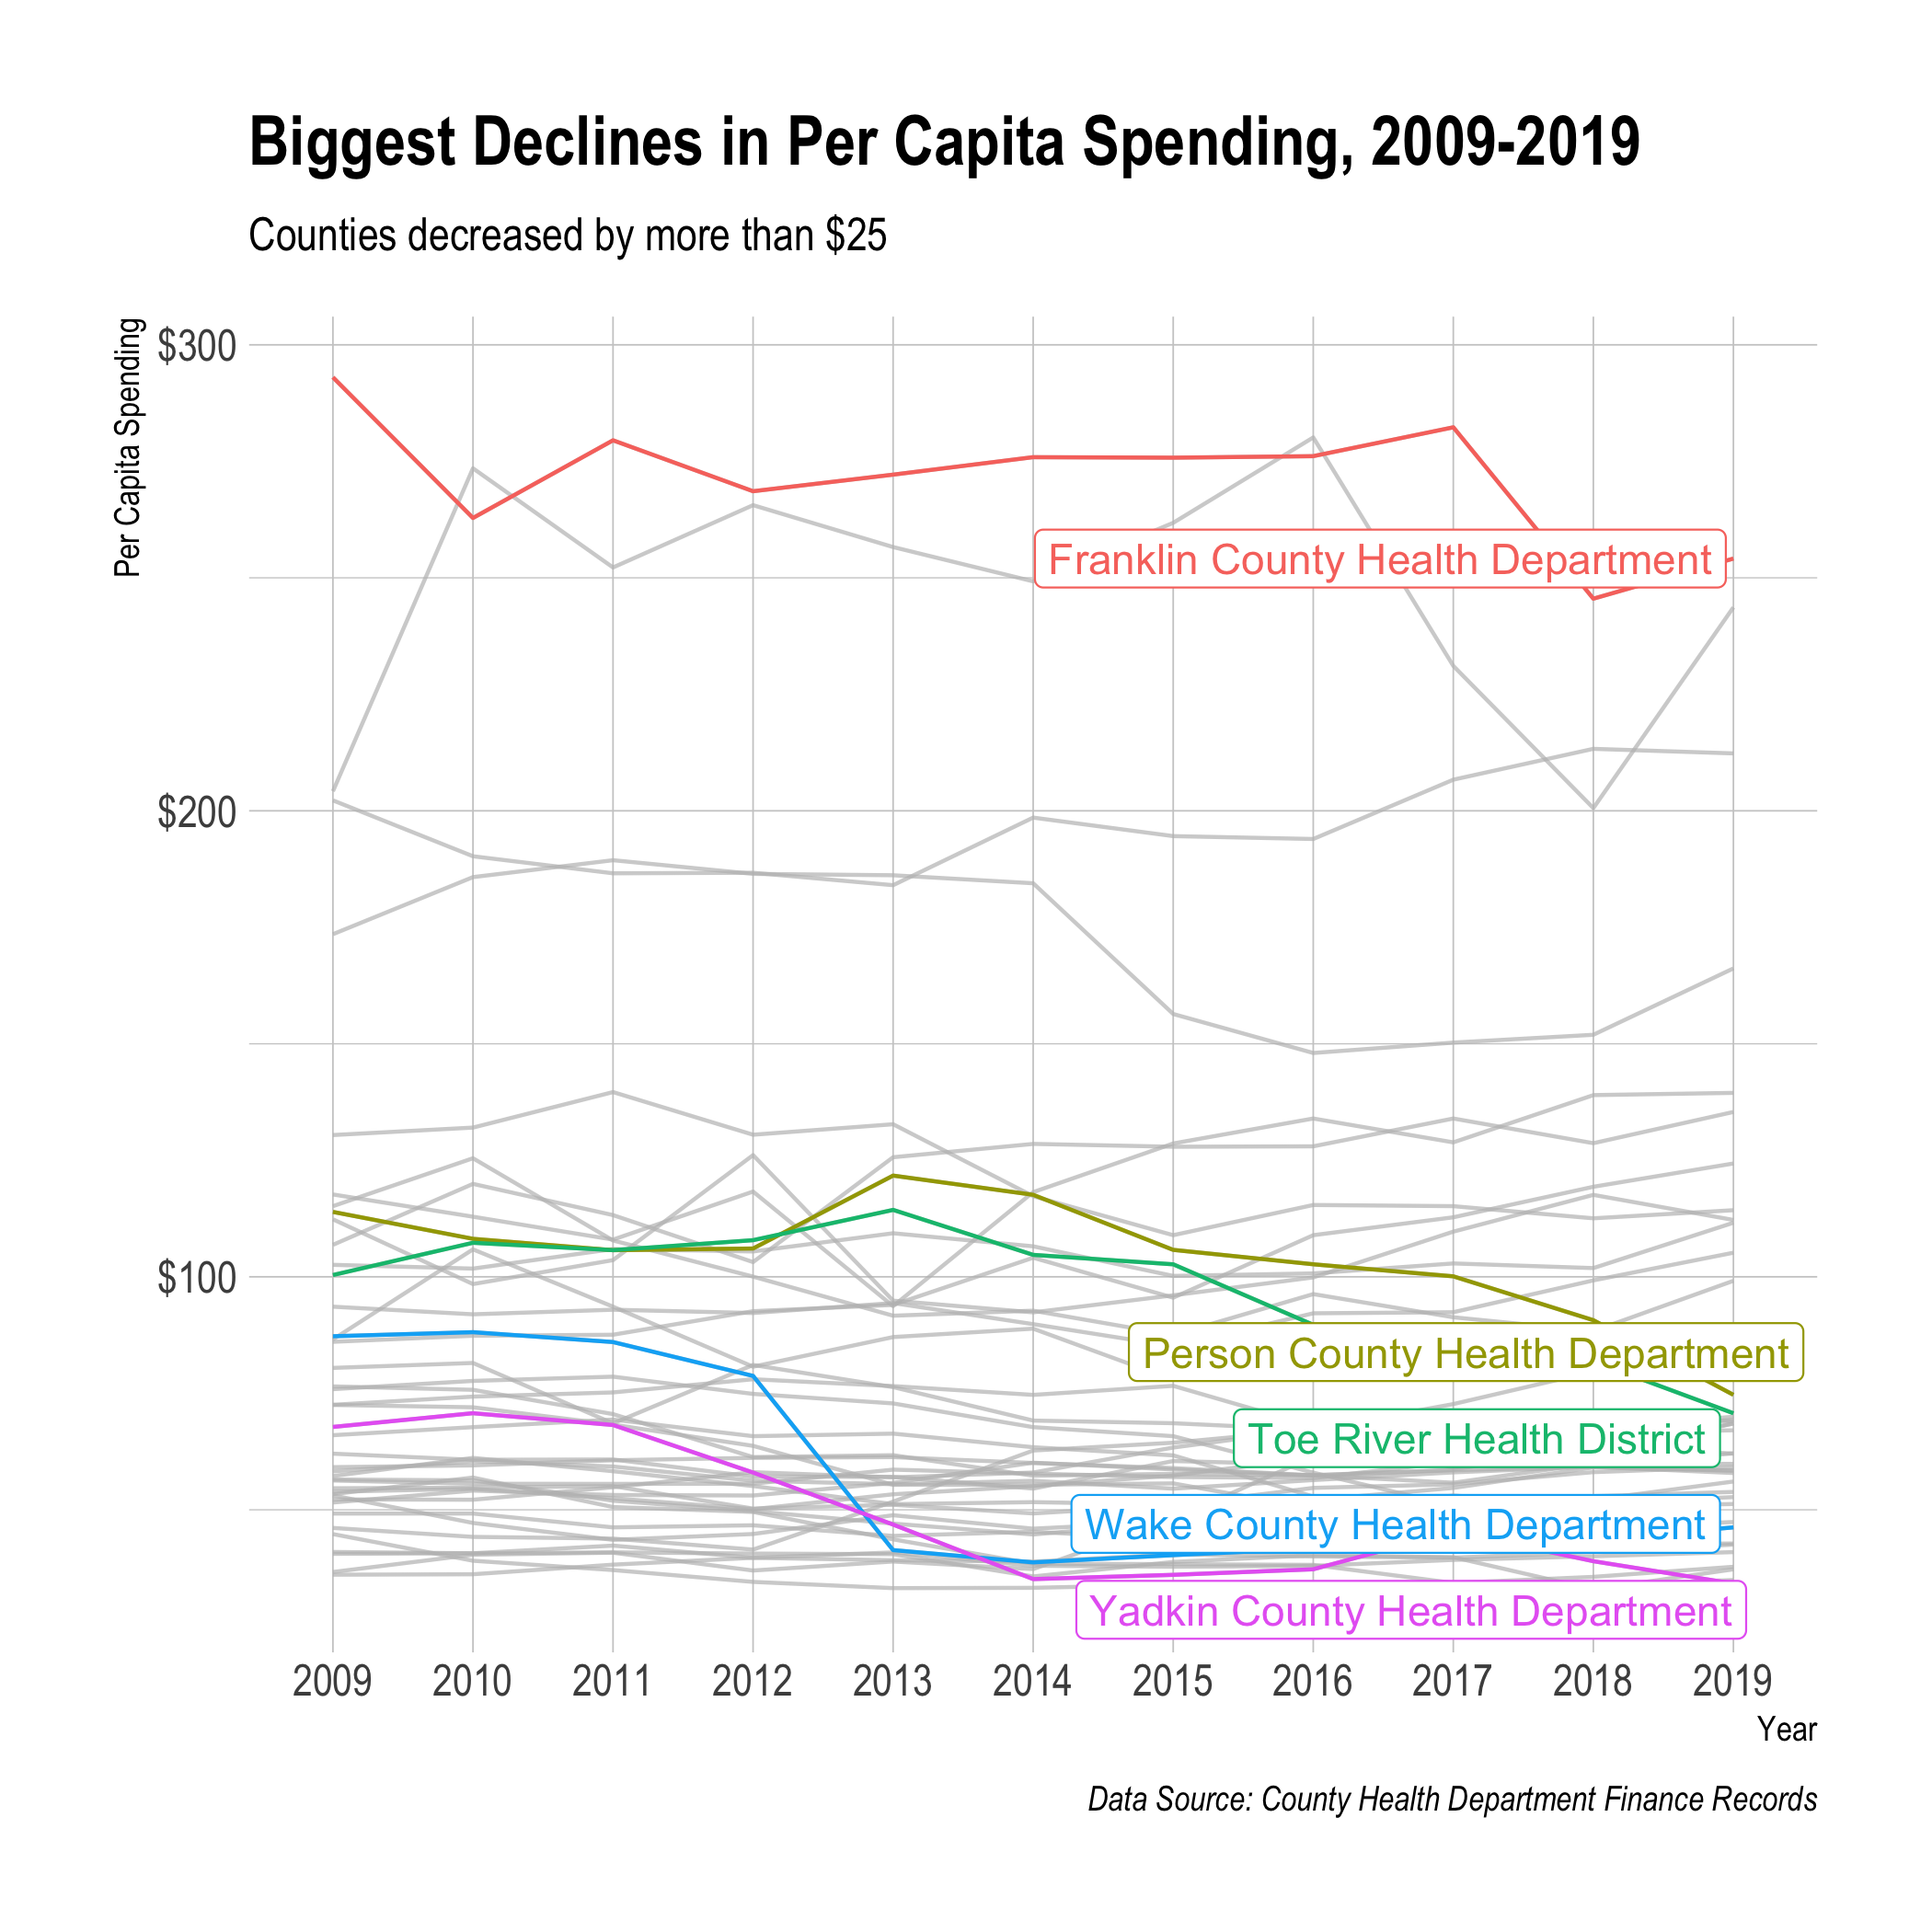 Biggest Declines in Per Capita Spending, 2009-2019
Counties decreased by more than $25
Per Capita Spending
$300
$200
$100
Franklin County Health Department
Person County Health Department
Toe River Health District
Wake County Health Department
Yadkin County Health Department
2009 2010 2011 2012 2013 2014 2015 2016 2017 2018 2019
Year
Data Source: County Health Department Finance Records